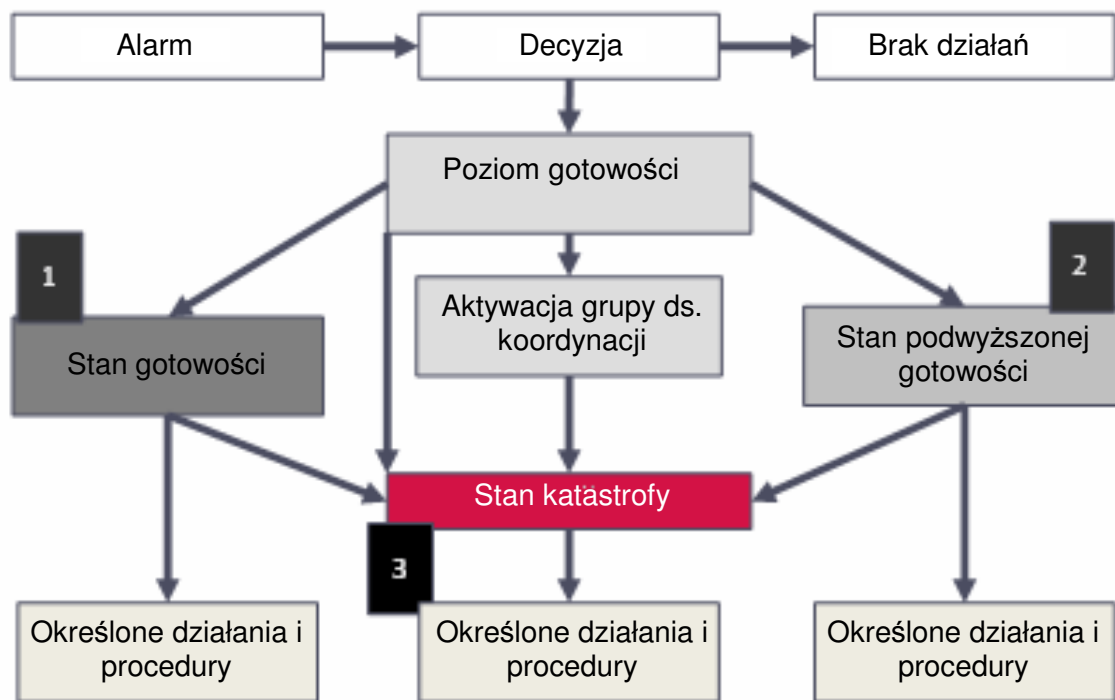 Alarm
Decyzja
Brak działań
Poziom gotowości
1
2
Aktywacja grupy ds.
koordynacji
Stan gotowości
Stan podwyższonej
gotowości
Stan katastrofy
3
Określone działania i
procedury
Określone działania i
procedury
Określone działania i
procedury